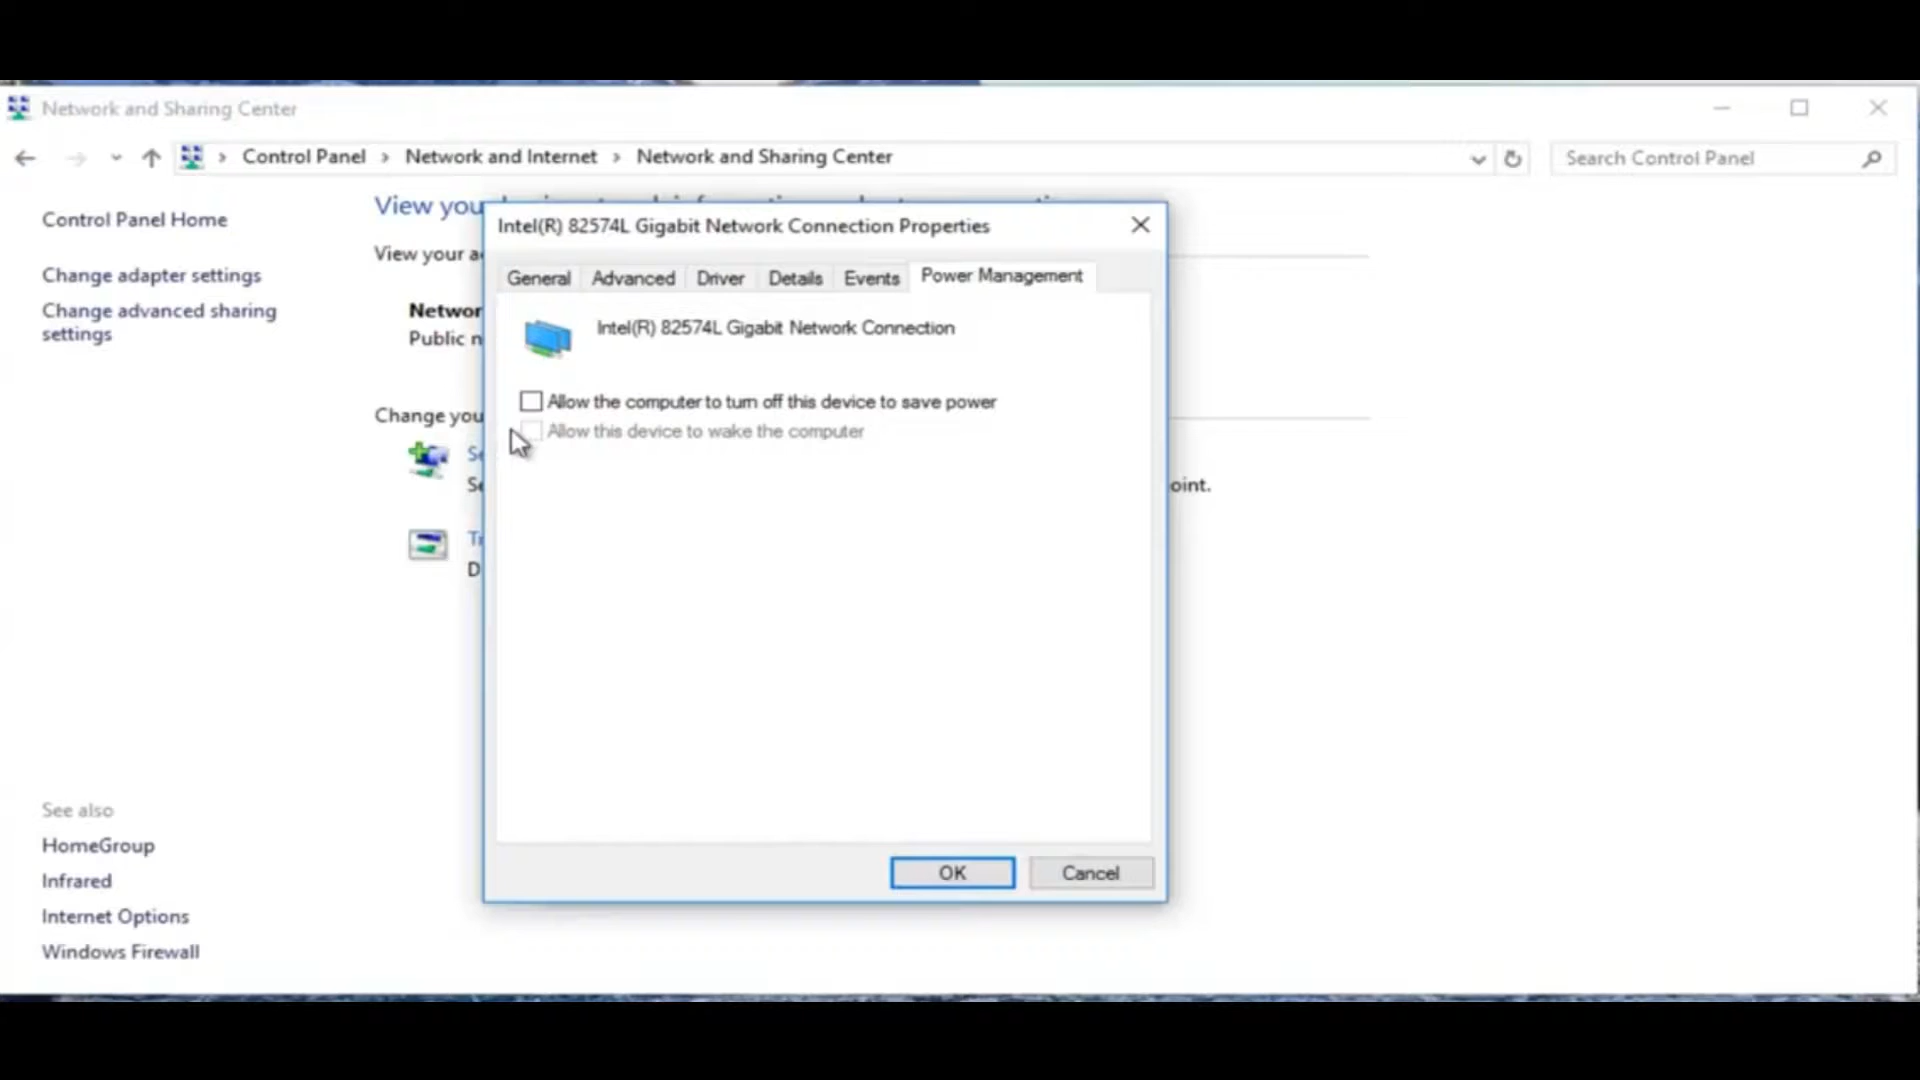 Network and Sharing Center
Control Panel > Network and Internet > Network and Sharing Center
Search Control Panel
Control Panel Home
Change adapter settings
Change advanced sharing
settings
View you
View your a
Networ
Public n
Change you
Se
Se
Tr
D
oint.
Intel(R) 82574L Gigabit Network Connection Properties
General Advanced Driver Details Events Power Management
Intel(R) 82574L Gigabit Network Connection
Allow the computer to turn off this device to save power
Allow this device to wake the computer
OK Cancel
See also
HomeGroup
Infrared
Internet Options
Windows Firewall